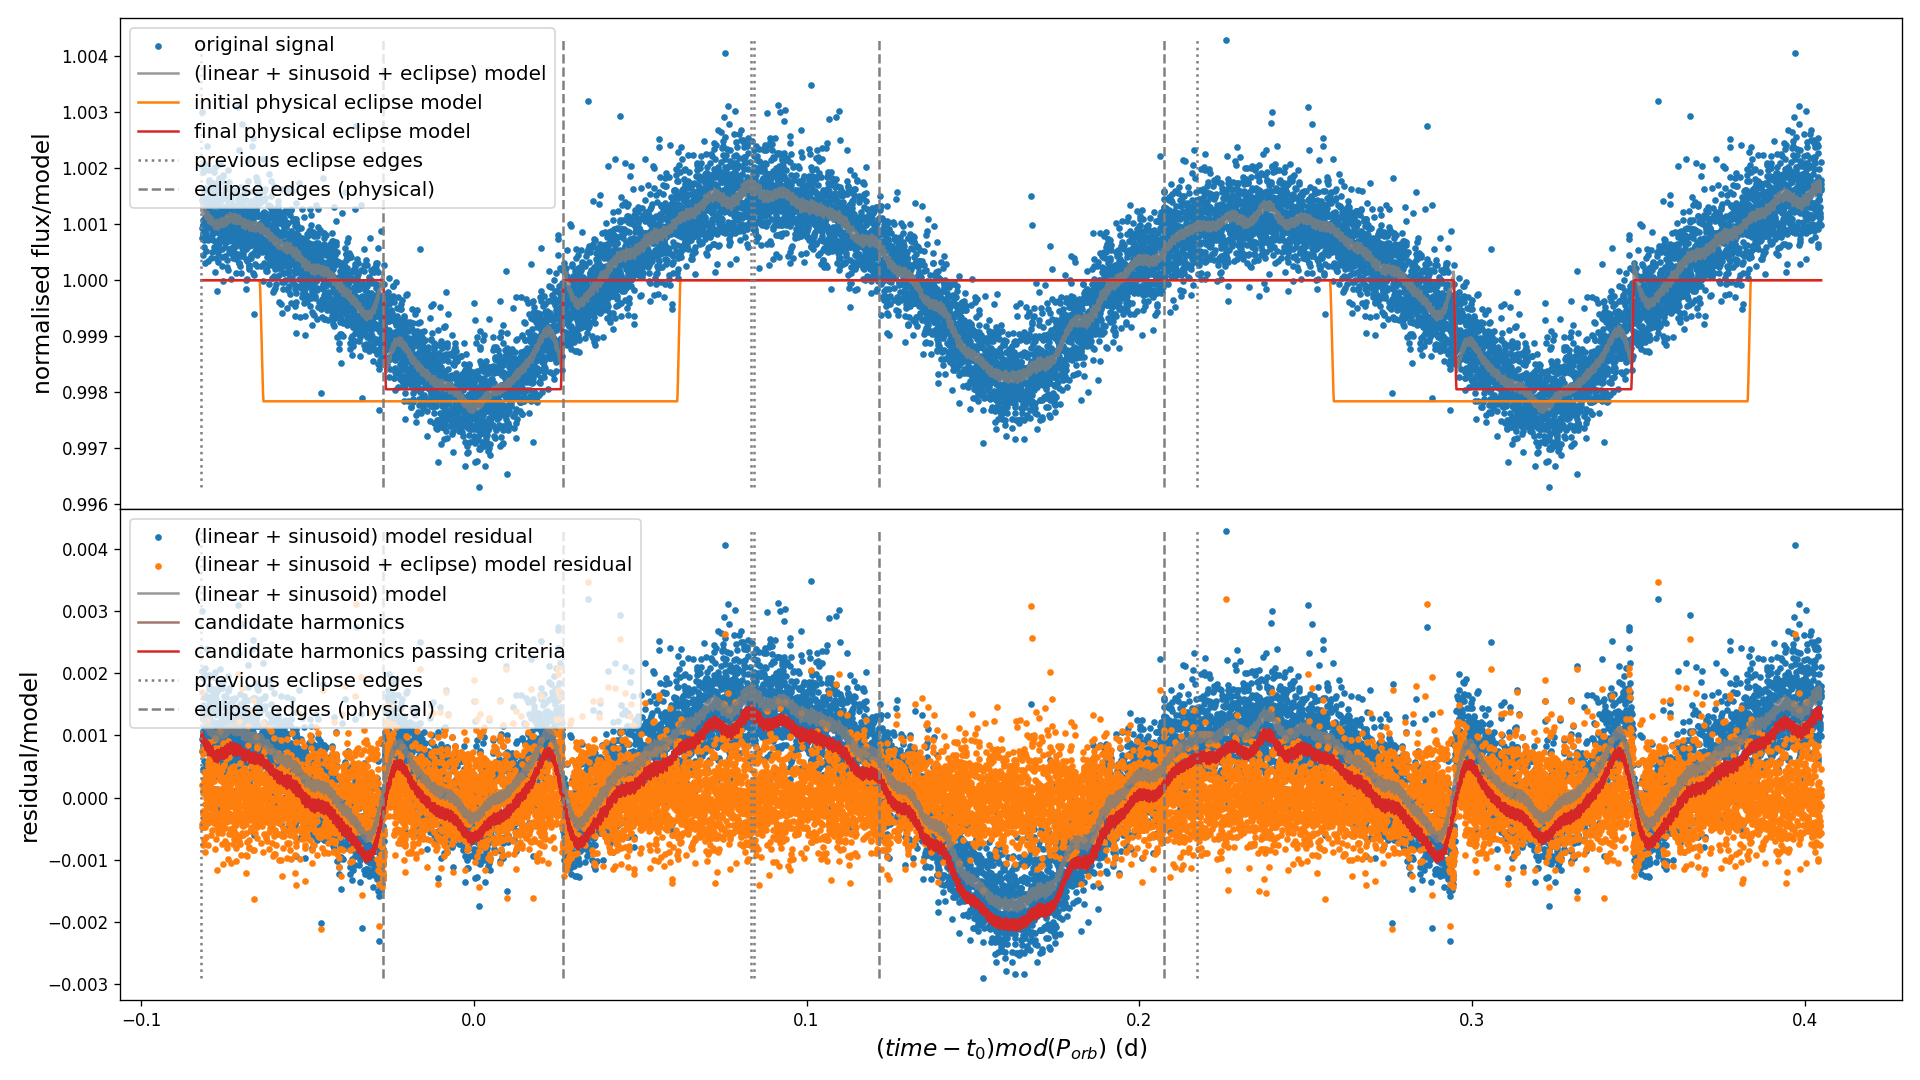 original signal
(linear + sinusoid + eclipse) model
initial physical eclipse model
final physical eclipse model
previous eclipse edges
eclipse edges (physical)
normalised flux/model
1.004
1.003
1.002
1.001
1.000
0.999
0.998
0.997
0.996
(linear + sinusoid) model residual
(linear + sinusoid + eclipse) model residual
(linear + sinusoid) model
candidate harmonics
candidate harmonics passing criteria
previous eclipse edges
eclipse edges (physical)
residual/model
0.004
0.003
0.002
0.001
0.000
−0.001
−0.002
−0.003
−0.1 0.0 0.1 0.2 0.3 0.4
(time − t₀)mod(P_orb) (d)